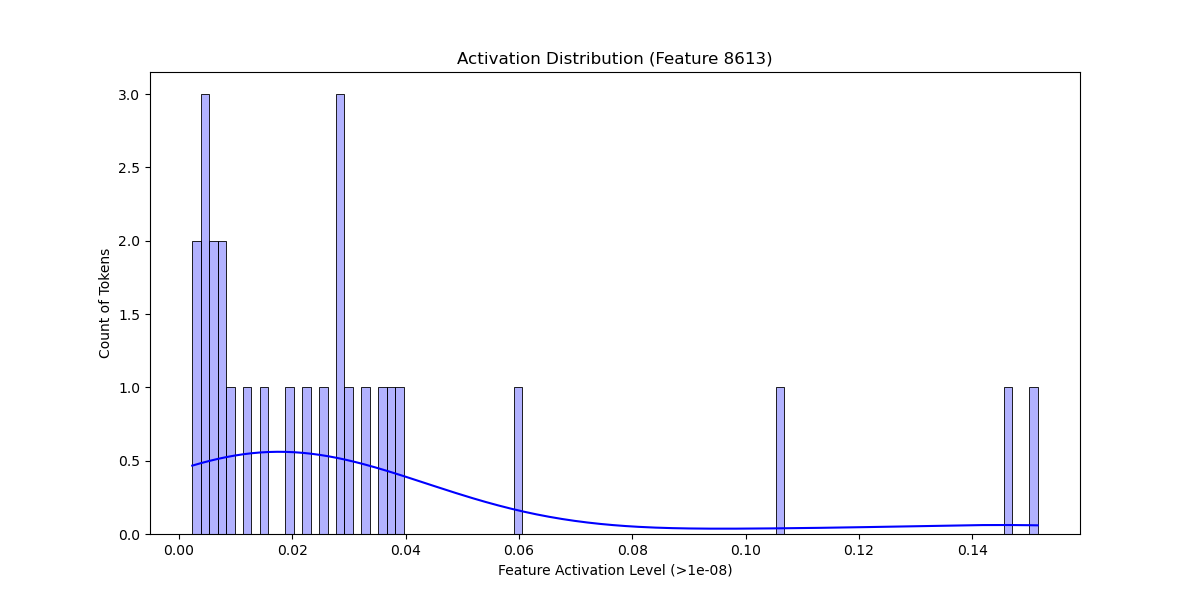 Activation Distribution (Feature 8613)
3.0
2.5
2.0
1.5
1.0
0.5
0.0
Count of Tokens
0.00 0.02 0.04 0.06 0.08 0.10 0.12 0.14
Feature Activation Level (>1e-08)